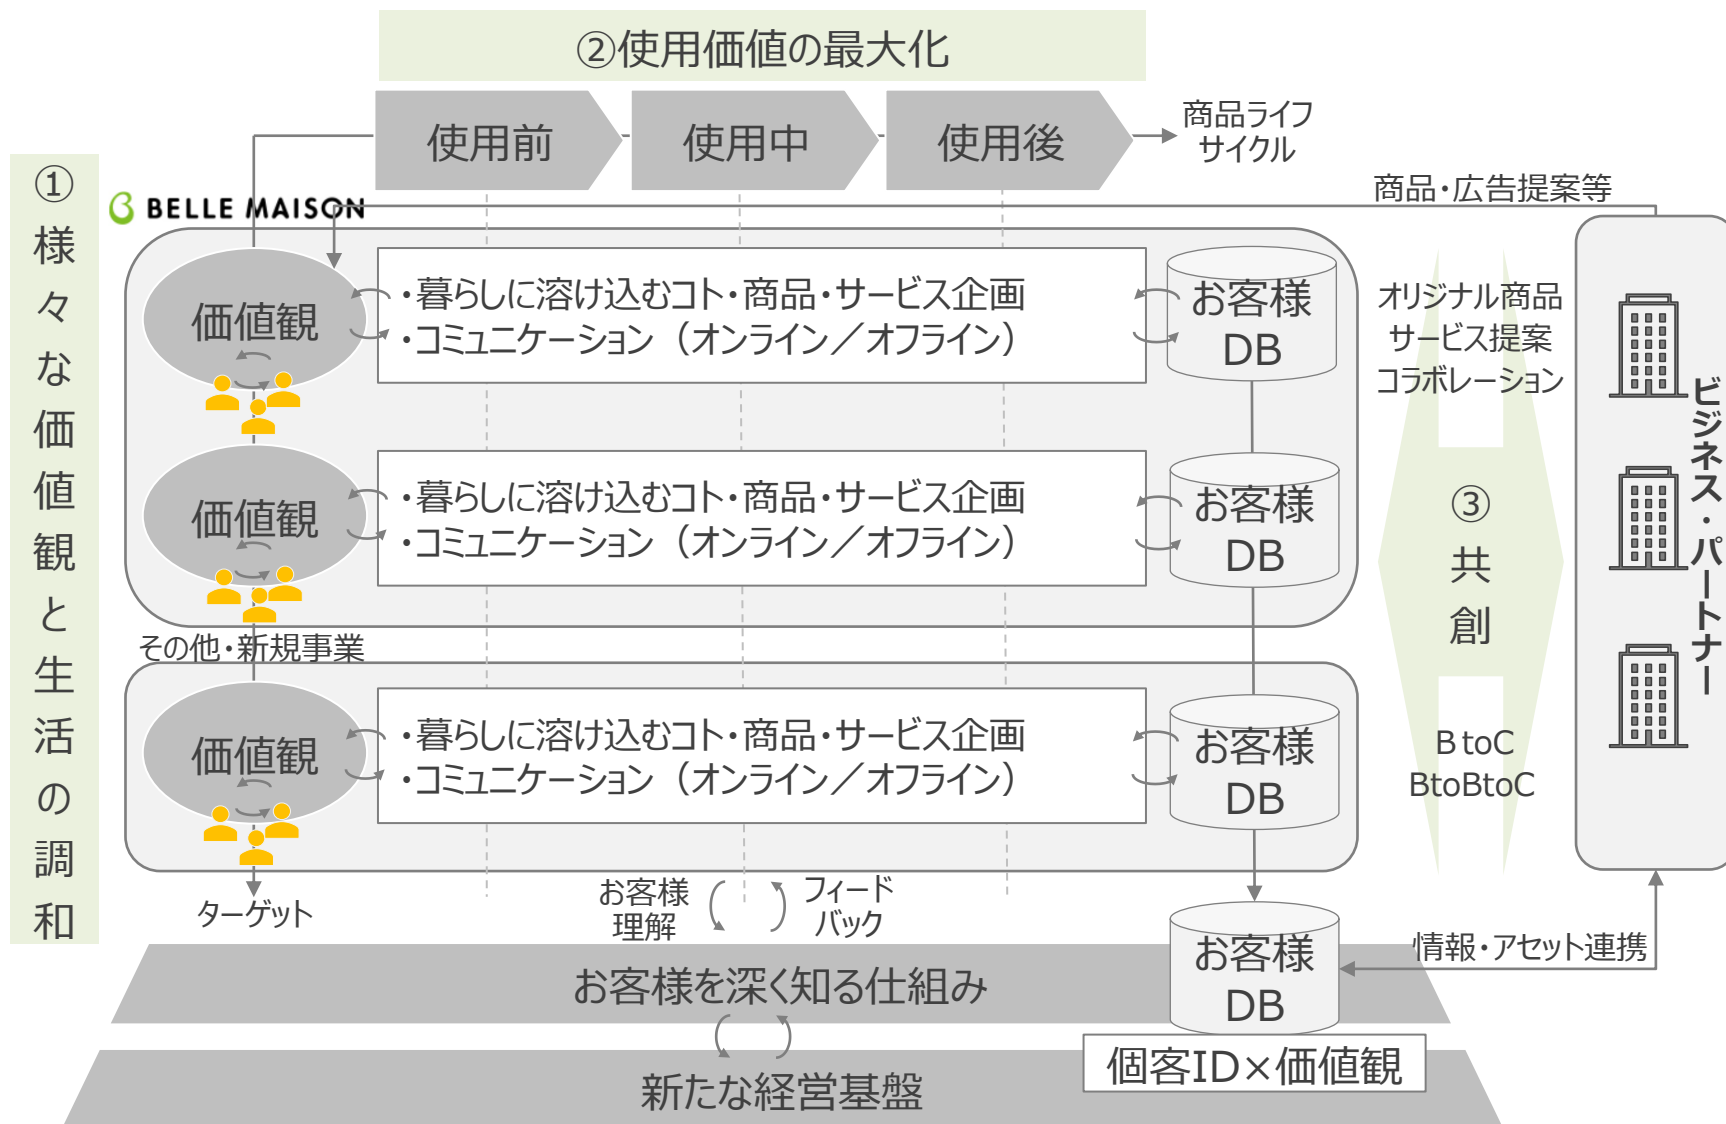 ②使用価値の最大化
使用前
使用中
使用後
商品ライフ
サイクル
①様々な価値観と生活の調和
BELLE MAISON
商品・広告提案等
価値観
・暮らしに溶け込むコト・商品・サービス企画
・コミュニケーション（オンライン／オフライン）
お客様
DB
オリジナル商品
サービス提案
コラボレーション
価値観
・暮らしに溶け込むコト・商品・サービス企画
・コミュニケーション（オンライン／オフライン）
お客様
DB
③共創
ビジネス・パートナー
その他・新規事業
価値観
・暮らしに溶け込むコト・商品・サービス企画
・コミュニケーション（オンライン／オフライン）
お客様
DB
BtoC
BtoBtoC
ターゲット
お客様
理解
フィード
バック
お客様を深く知る仕組み
お客様
DB
情報・アセット連携
個客ID×価値観
新たな経営基盤